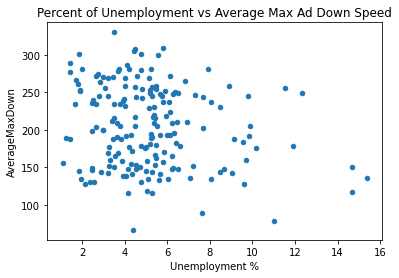 Percent of Unemployment vs Average Max Ad Down Speed
AverageMaxDown
300
250
200
150
100
2 4 6 8 10 12 14 16
Unemployment %